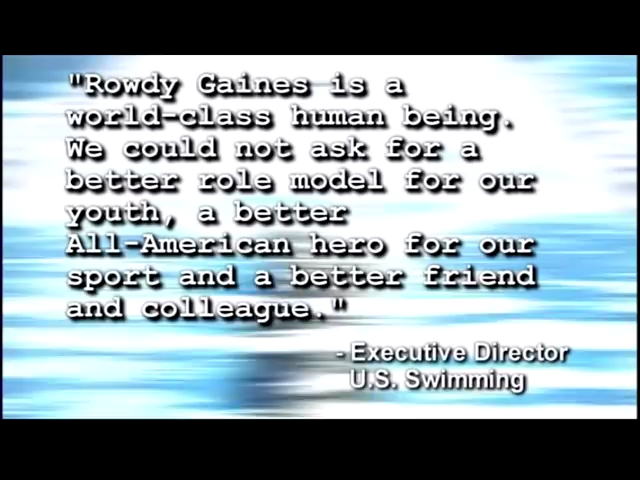 "Rowdy Gaines is a
world-class human being.
We could not ask for a
better role model for our
youth, a better
All-American hero for our
sport and a better friend
and colleague."
- Executive Director
U.S. Swimming